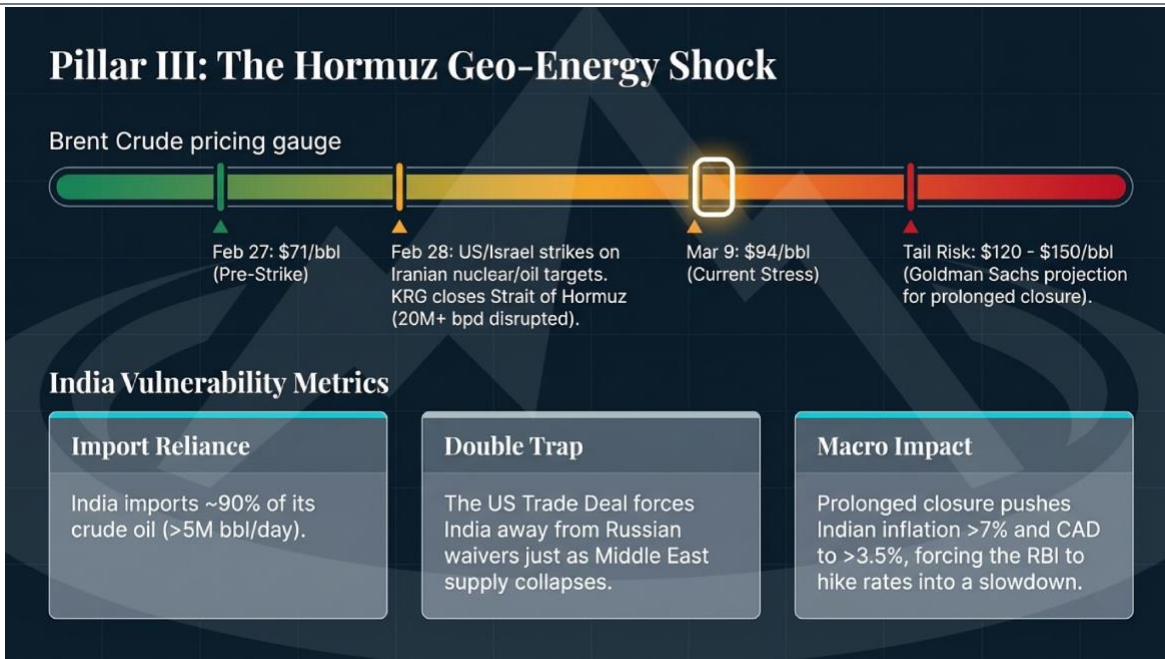 Pillar III: The Hormuz Geo-Energy Shock
Brent Crude pricing gauge
Feb 27: $71/bbl
(Pre-Strike)
Feb 28: US/Israel strikes on
Iranian nuclear/oil targets.
KRG closes Strait of Hormuz
(20M+ bpd disrupted).
Mar 9: $94/bbl
(Current Stress)
Tail Risk: $120 - $150/bbl
(Goldman Sachs projection
for prolonged closure).
India Vulnerability Metrics
Import Reliance
India imports ~90% of its
crude oil (>5M bbl/day).
Double Trap
The US Trade Deal forces
India away from Russian
waivers just as Middle East
supply collapses.
Macro Impact
Prolonged closure pushes
Indian inflation >7% and CAD
to >3.5%, forcing the RBI to
hike rates into a slowdown.